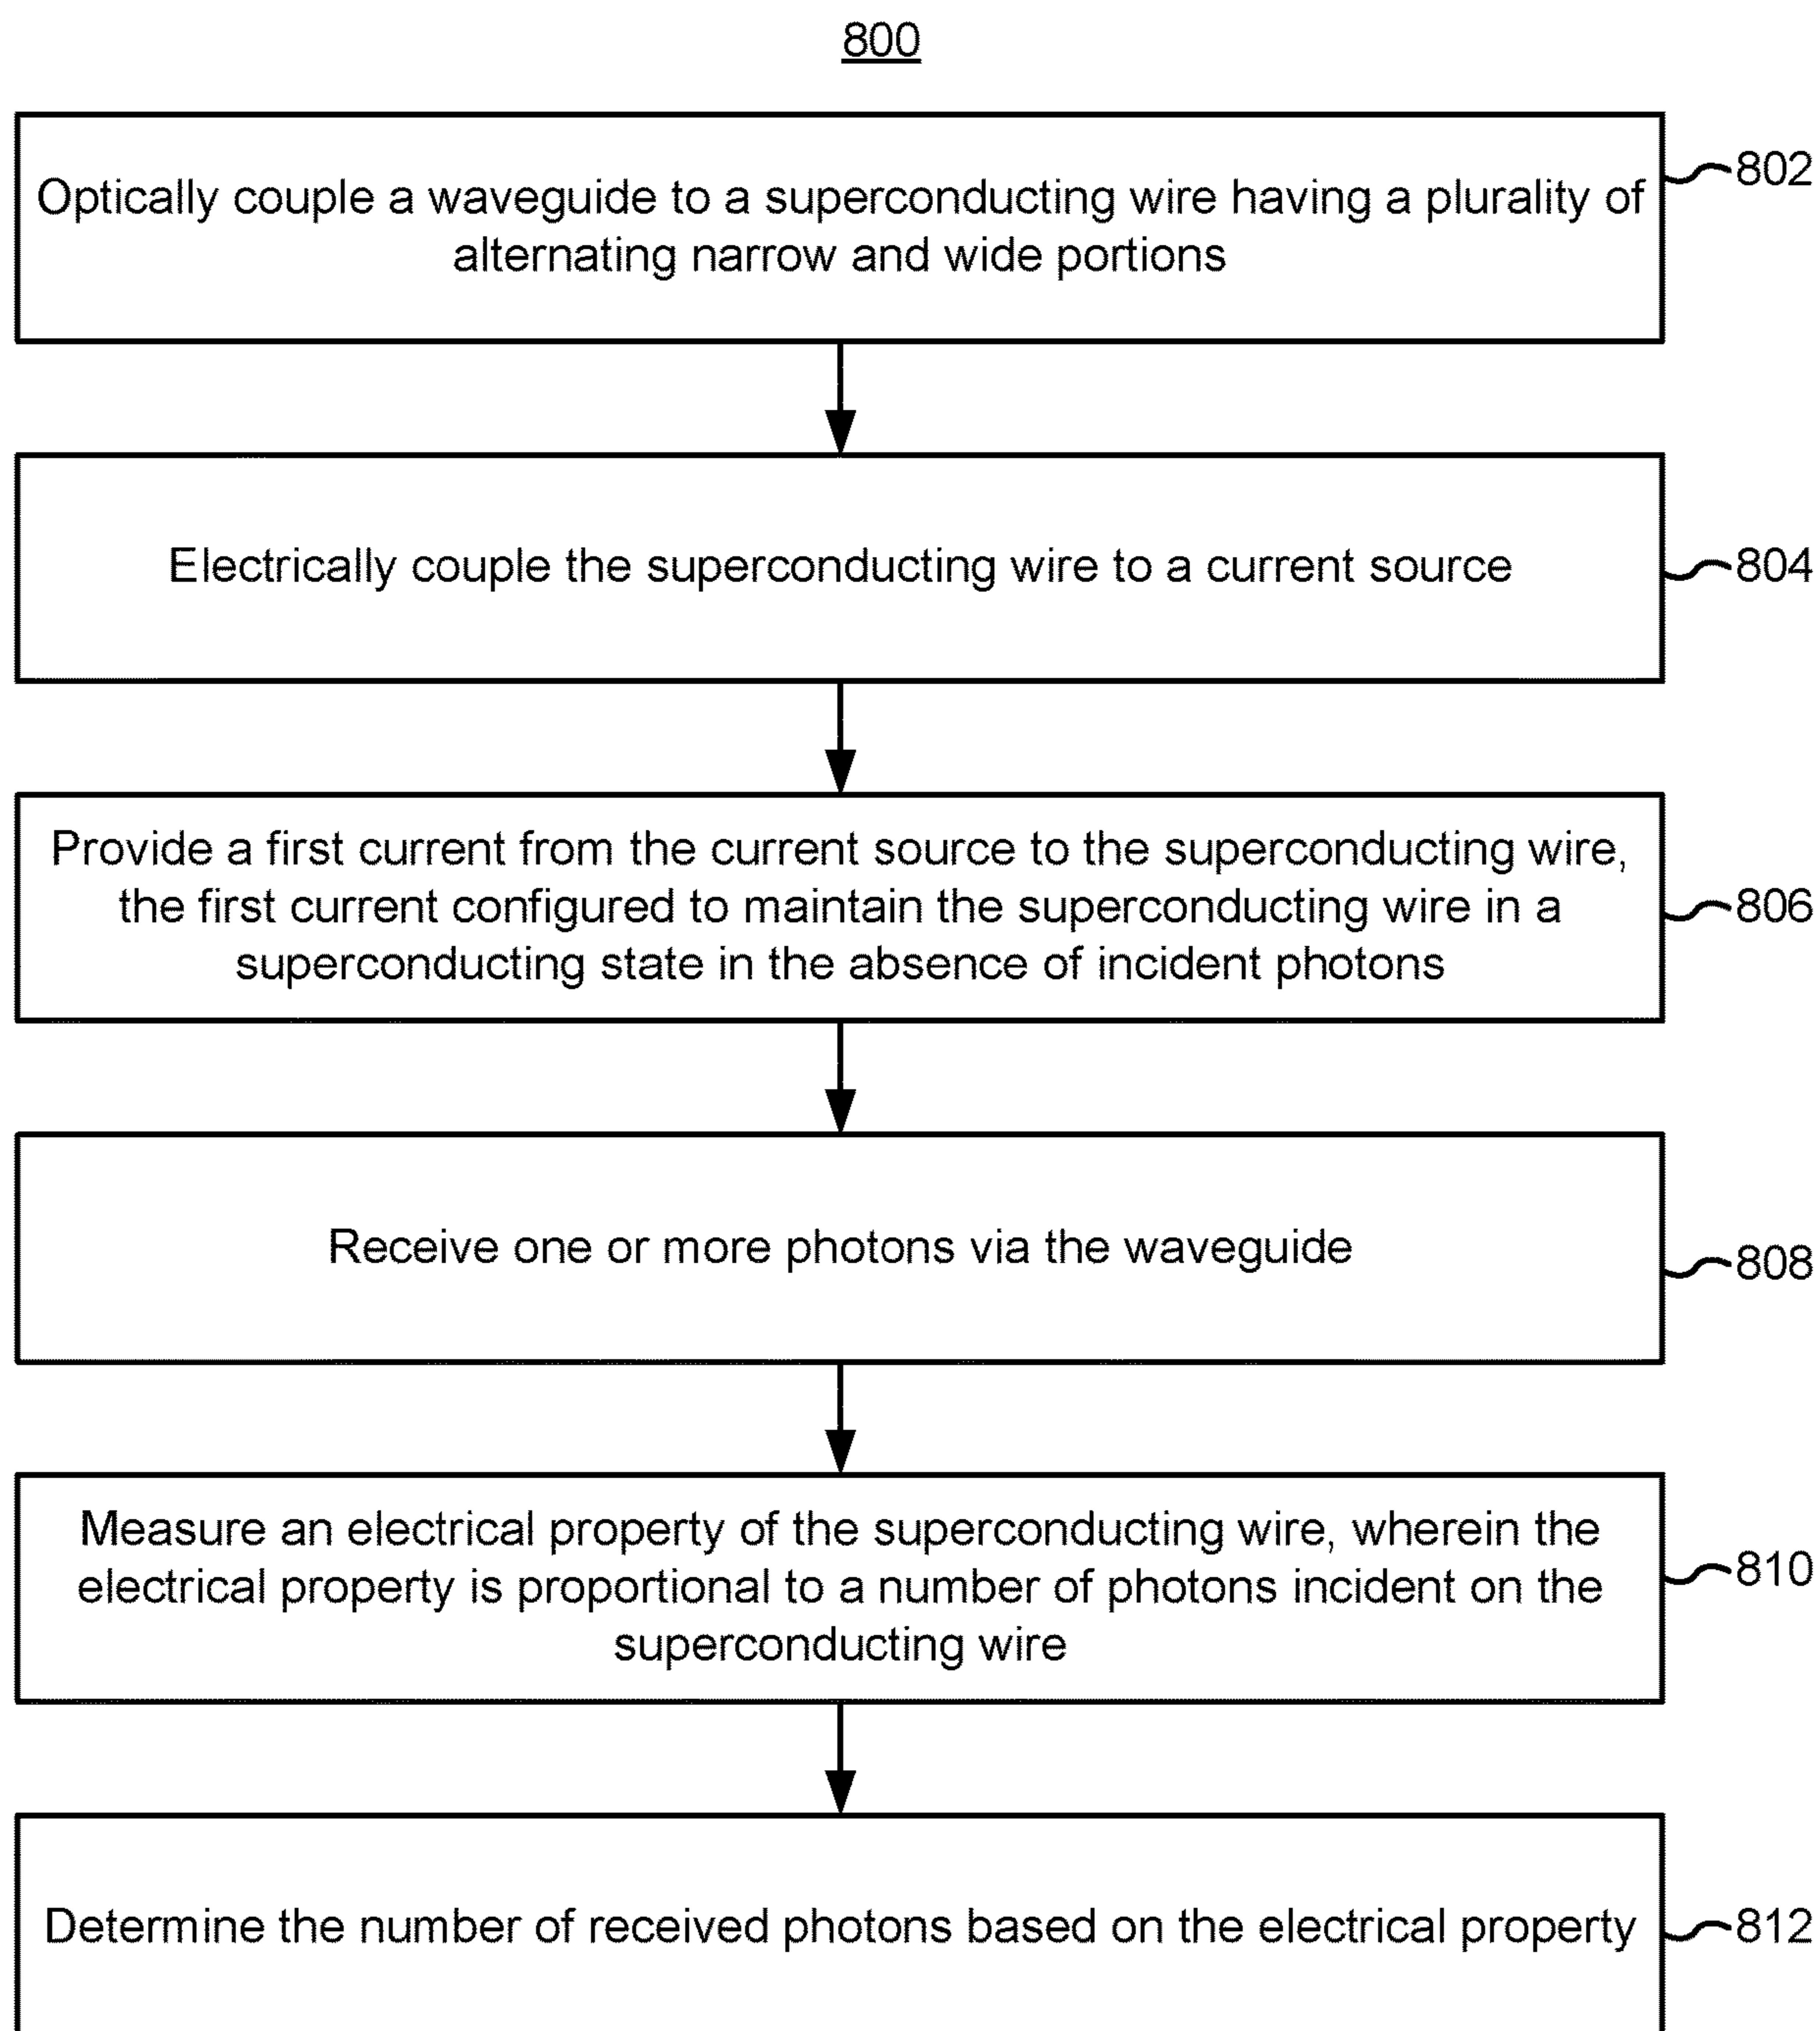 800
Optically couple a waveguide to a superconducting wire having a plurality of
alternating narrow and wide portions
802
Electrically couple the superconducting wire to a current source
804
Provide a first current from the current source to the superconducting wire,
the first current configured to maintain the superconducting wire in a
superconducting state in the absence of incident photons
806
Receive one or more photons via the waveguide
808
Measure an electrical property of the superconducting wire, wherein the
electrical property is proportional to a number of photons incident on the
superconducting wire
810
Determine the number of received photons based on the electrical property
812